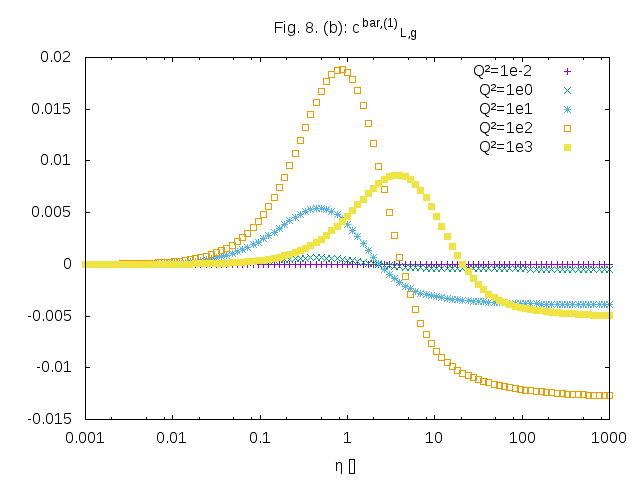 Fig. 8. (b): c^bar,(1)_L,g
Q²=1e-2
Q²=1e0
Q²=1e1
Q²=1e2
Q²=1e3
0.02
0.015
0.01
0.005
0
-0.005
-0.01
-0.015
0.001 0.01 0.1 1 10 100 1000
η []